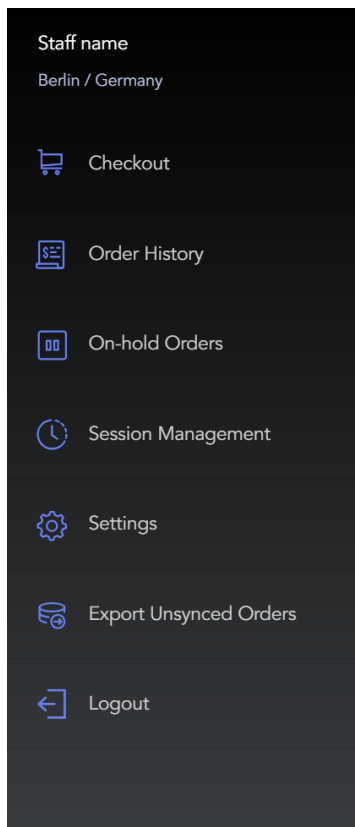 Staff name
Berlin / Germany
Checkout
Order History
On-hold Orders
Session Management
Settings
Export Unsynced Orders
Logout